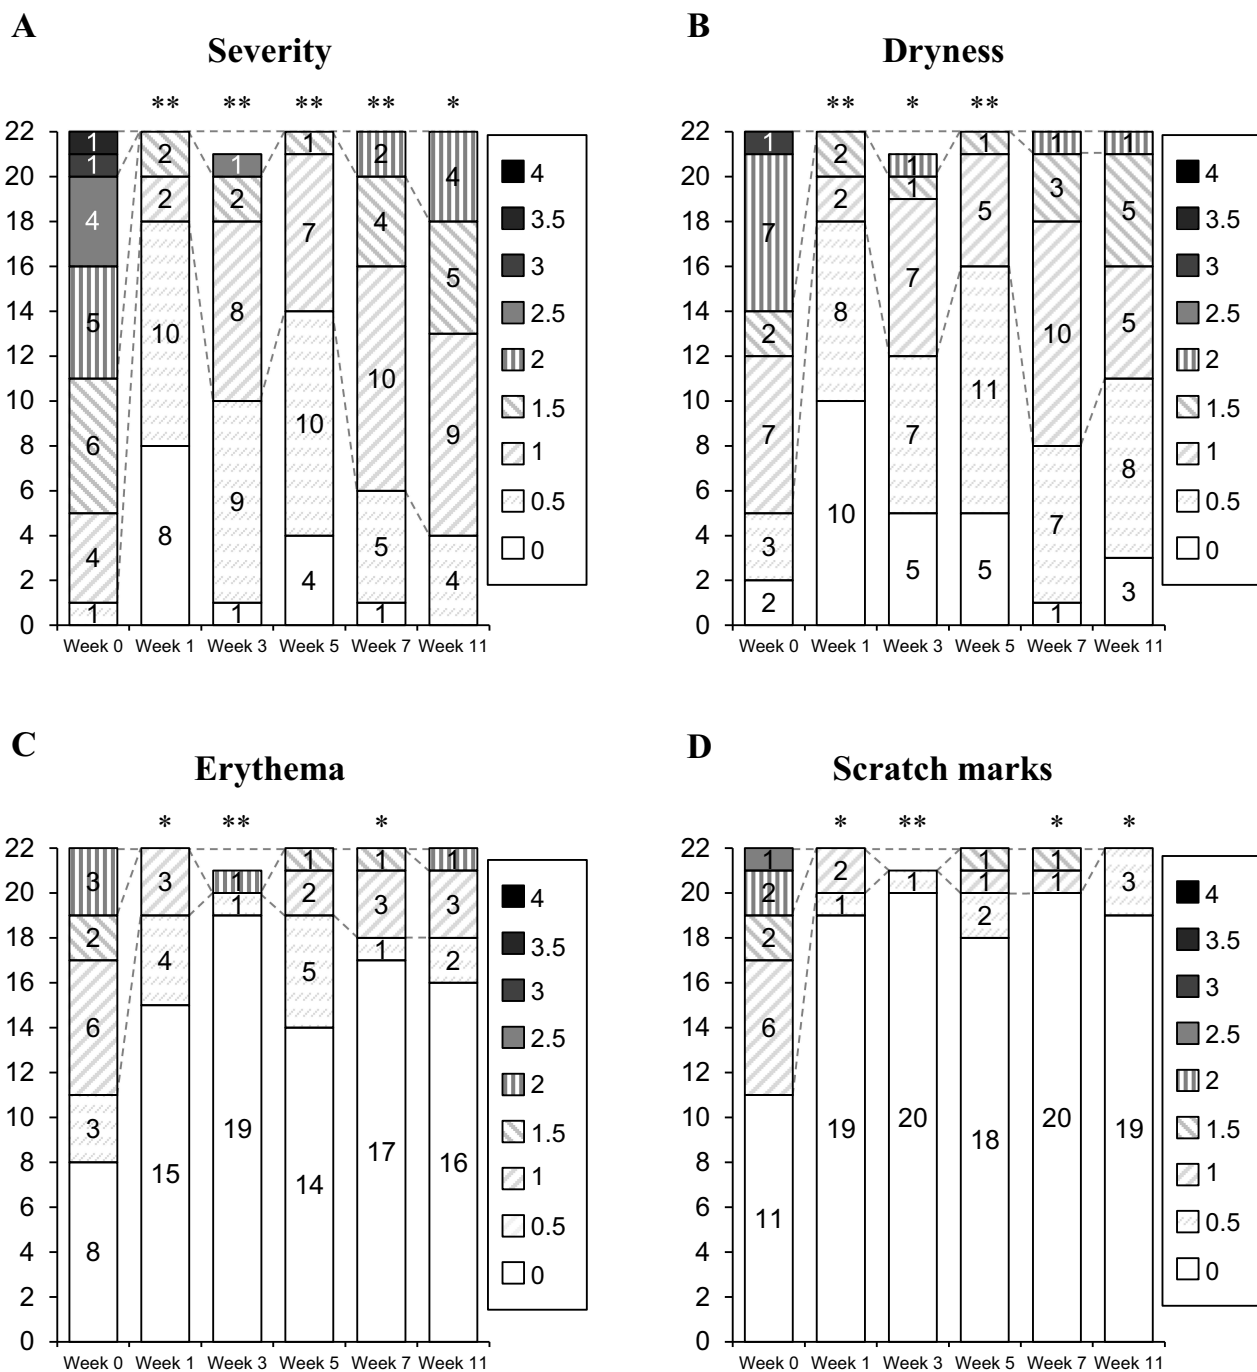 A
Severity
** ** ** ** *
22
20
18
16
14
12
10
8
6
4
2
0
1 4 6 5 4 1 1
8 10 2 2
1 9 8 2 1
4 10 7 1
1 5 10 4 2
4 9 5 4
Week 0 Week 1 Week 3 Week 5 Week 7 Week 11
4
3.5
3
2.5
2
1.5
1
0.5
0
B
Dryness
** * **
22
20
18
16
14
12
10
8
6
4
2
0
2 3 7 2 7 1
10 8 2 2
5 7 7 1 1
5 11 5 1
1 7 10 3 1
3 8 5 5 1
Week 0 Week 1 Week 3 Week 5 Week 7 Week 11
4
3.5
3
2.5
2
1.5
1
0.5
0
C
Erythema
* ** *
22
20
18
16
14
12
10
8
6
4
2
0
8 3 6 2 3
15 4 3
19 1 1
14 5 2 1
17 1 3 1
16 2 3 1
Week 0 Week 1 Week 3 Week 5 Week 7 Week 11
4
3.5
3
2.5
2
1.5
1
0.5
0
D
Scratch marks
* ** * *
22
20
18
16
14
12
10
8
6
4
2
0
11 6 2 2 1
19 1 2
20 1
18 2 1 1
20 1 1
19 3
Week 0 Week 1 Week 3 Week 5 Week 7 Week 11
4
3.5
3
2.5
2
1.5
1
0.5
0